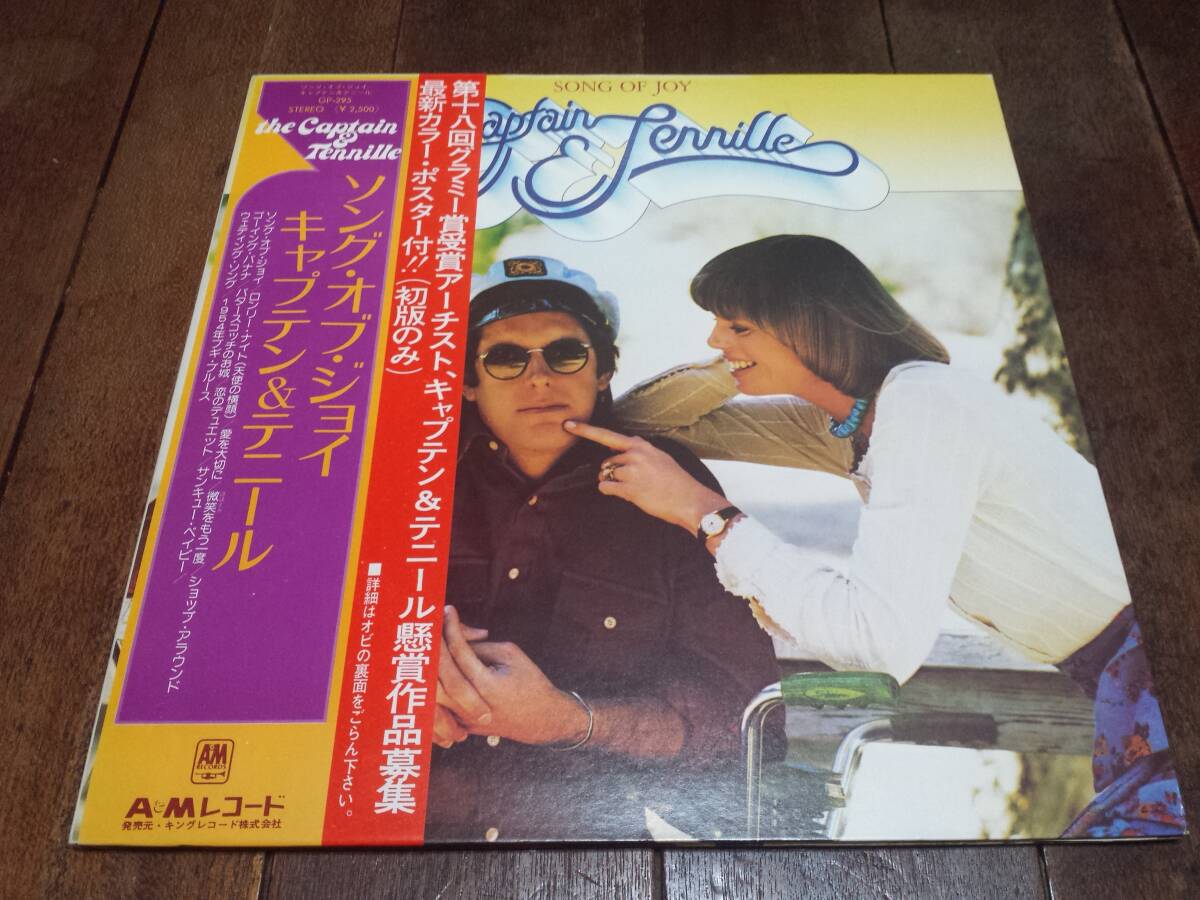 ソング・オブ・ジョイ
キャプテン&テニール
GP-295
STEREO (¥2,500)
the Captain
&
Tennille
ソング・オブ・ジョイ
キャプテン&テニール
ソング・オブ・ジョイ/ロンリー・ナイト(天使の横顔) 愛を大切に/微笑をもう一度/ショップ・アラウンド
ゴーイング・バナナ バタースコッチのお城 恋のデュエット/サンキュー・ベイビー/
ウェディング・ソング 1954年ブギ・ブルース
A&M
RECORDS
A&Mレコード
発売元・キングレコード株式会社
第十八回グラミー賞受賞アーチスト、キャプテン&テニール懸賞作品募集
最新カラー・ポスター付!!(初版のみ)
■詳細はオビの裏面をごらん下さい。
SONG OF JOY
Captain
& Tennille